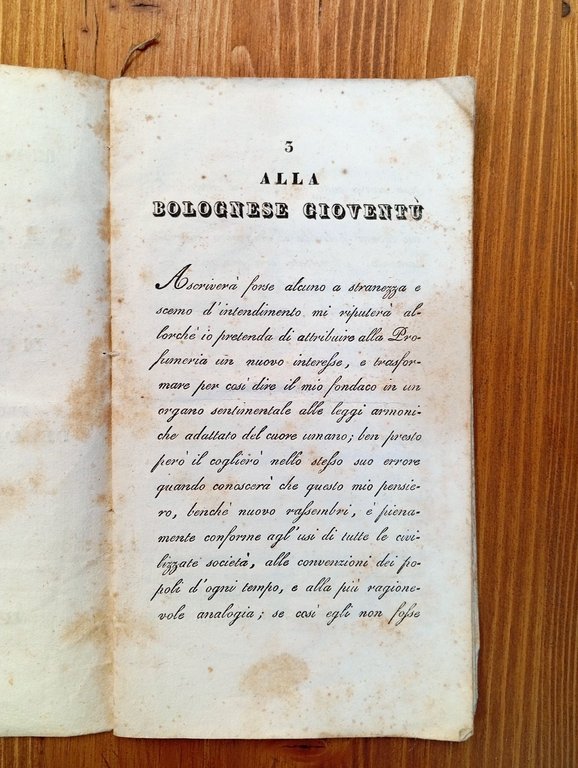 3
ALLA
BOLOGNESE GIOVENTÙ
Ascriverà forse alcuno a stranezza e
scemo d'intendimento mi riputerà al-
lorchè io pretenda di attribuire alla Pro-
fumeria un nuovo interesse, e trasfor-
mare per così dire il mio fondaco in un
organo sentimentale alle leggi armoni-
che adattato del cuore umano; ben presto
però il coglierò nello stesso suo errore
quando conoscerà che questo mio pensie-
ro, benchè nuovo rassembri, è piena-
mente conforme agl'usi di tutte le civi-
lizzate società, alle convenzioni dei po-
poli d'ogni tempo, e alla più ragione-
vole analogia; se così egli non fosse